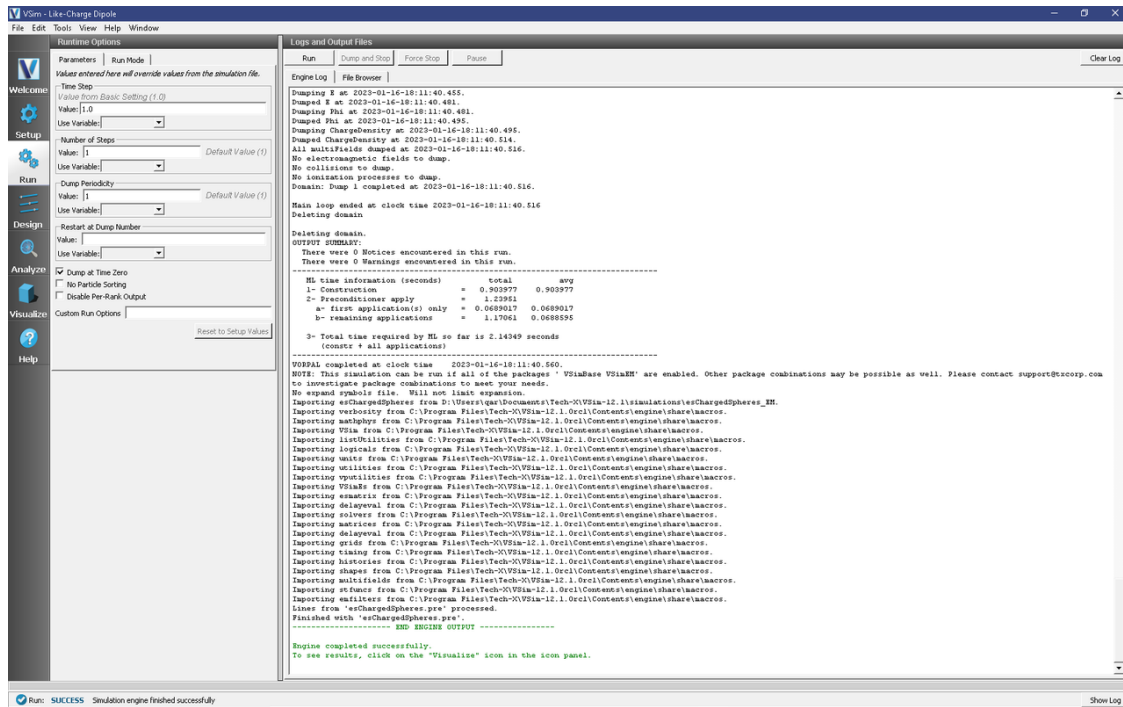 VSim - Like-Charge Dipole
File Edit Tools View Help Window
Welcome
Setup
Run
Design
Analyze
Visualize
Help
Runtime Options
Parameters
Run Mode
Values entered here will override values from the simulation file.
Time Step
Value from Basic Setting (1.0)
Value: 1.0
Use Variable:
Number of Steps
Value: 1 Default Value (1)
Use Variable:
Dump Periodicity
Value: 1 Default Value (1)
Use Variable:
Restart at Dump Number
Value:
Use Variable:
Dump at Time Zero
No Particle Sorting
Disable Per-Rank Output
Custom Run Options
Reset to Setup Values
Logs and Output Files
Run Dump and Stop Force Stop Pause Clear Log
Engine Log File Browser
Dumping E at 2023-01-16-18:11:40.455.
Dumped E at 2023-01-16-18:11:40.481.
Dumping Phi at 2023-01-16-18:11:40.481.
Dumped Phi at 2023-01-16-18:11:40.495.
Dumping ChargeDensity at 2023-01-16-18:11:40.495.
Dumped ChargeDensity at 2023-01-16-18:11:40.514.
All multiFields dumped at 2023-01-16-18:11:40.516.
No electromagnetic fields to dump.
No collisions to dump.
No ionization processes to dump.
Domain: Dump 1 completed at 2023-01-16-18:11:40.516.
Main loop ended at clock time 2023-01-16-18:11:40.516
Deleting domain
Deleting domain.
OUTPUT SUMMARY:
There were 0 Notices encountered in this run.
There were 0 Warnings encountered in this run.
ML time information (seconds) total avg
1- Construction = 0.903977 0.903977
2- Preconditioner apply = 1.23951
a- first application(s) only = 0.0689017 0.0689017
b- remaining applications = 1.17061 0.0688595
3- Total time required by ML so far is 2.14349 seconds
(constr + all applications)
VORPAL completed at clock time 2023-01-16-18:11:40.560.
NOTE: This simulation can be run if all of the packages ' VSimBase VSimEM' are enabled. Other package combinations may be possible as well. Please contact support@txcorp.com
to investigate package combinations to meet your needs.
No expand symbols file. Will not limit expansion.
Importing esChargedSpheres from D:\Users\qar\Documents\Tech-X\VSim-12.1\simulations\esChargedSpheres_EM.
Importing verbosity from C:\Program Files\Tech-X\VSim-12.1.0rc1\Contents\engine\share\macros.
Importing mathphys from C:\Program Files\Tech-X\VSim-12.1.0rc1\Contents\engine\share\macros.
Importing VSim from C:\Program Files\Tech-X\VSim-12.1.0rc1\Contents\engine\share\macros.
Importing listUtilities from C:\Program Files\Tech-X\VSim-12.1.0rc1\Contents\engine\share\macros.
Importing logicals from C:\Program Files\Tech-X\VSim-12.1.0rc1\Contents\engine\share\macros.
Importing units from C:\Program Files\Tech-X\VSim-12.1.0rc1\Contents\engine\share\macros.
Importing utilities from C:\Program Files\Tech-X\VSim-12.1.0rc1\Contents\engine\share\macros.
Importing vputilities from C:\Program Files\Tech-X\VSim-12.1.0rc1\Contents\engine\share\macros.
Importing VSimEs from C:\Program Files\Tech-X\VSim-12.1.0rc1\Contents\engine\share\macros.
Importing esmatrix from C:\Program Files\Tech-X\VSim-12.1.0rc1\Contents\engine\share\macros.
Importing delayeval from C:\Program Files\Tech-X\VSim-12.1.0rc1\Contents\engine\share\macros.
Importing solvers from C:\Program Files\Tech-X\VSim-12.1.0rc1\Contents\engine\share\macros.
Importing matrices from C:\Program Files\Tech-X\VSim-12.1.0rc1\Contents\engine\share\macros.
Importing delayeval from C:\Program Files\Tech-X\VSim-12.1.0rc1\Contents\engine\share\macros.
Importing grids from C:\Program Files\Tech-X\VSim-12.1.0rc1\Contents\engine\share\macros.
Importing timing from C:\Program Files\Tech-X\VSim-12.1.0rc1\Contents\engine\share\macros.
Importing histories from C:\Program Files\Tech-X\VSim-12.1.0rc1\Contents\engine\share\macros.
Importing shapes from C:\Program Files\Tech-X\VSim-12.1.0rc1\Contents\engine\share\macros.
Importing multifields from C:\Program Files\Tech-X\VSim-12.1.0rc1\Contents\engine\share\macros.
Importing stfuncs from C:\Program Files\Tech-X\VSim-12.1.0rc1\Contents\engine\share\macros.
Importing emfilters from C:\Program Files\Tech-X\VSim-12.1.0rc1\Contents\engine\share\macros.
Lines from 'esChargedSpheres.pre' processed.
Finished with 'esChargedSpheres.pre'.
-------------------- END ENGINE OUTPUT ----------------
Engine completed successfully.
To see results, click on the "Visualize" icon in the icon panel.
Run: SUCCESS Simulation engine finished successfully
Show Log